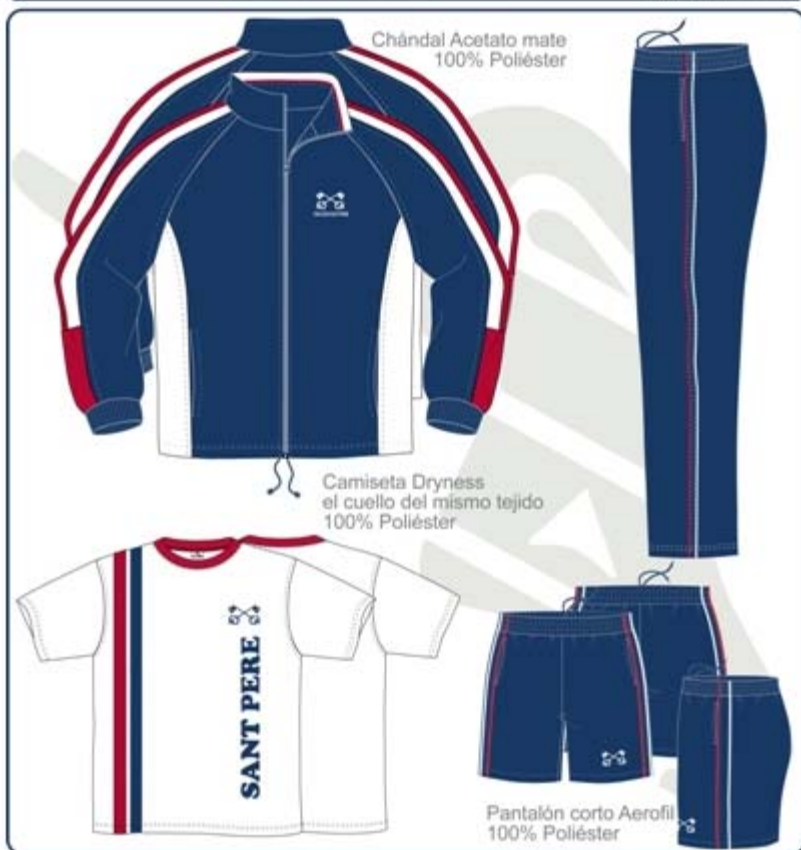 Chándal Acetato mate
100% Poliéster
Camiseta Dryness
el cuello del mismo tejido
100% Poliéster
SANT PERE
Pantalón corto Aerofil
100% Poliéster